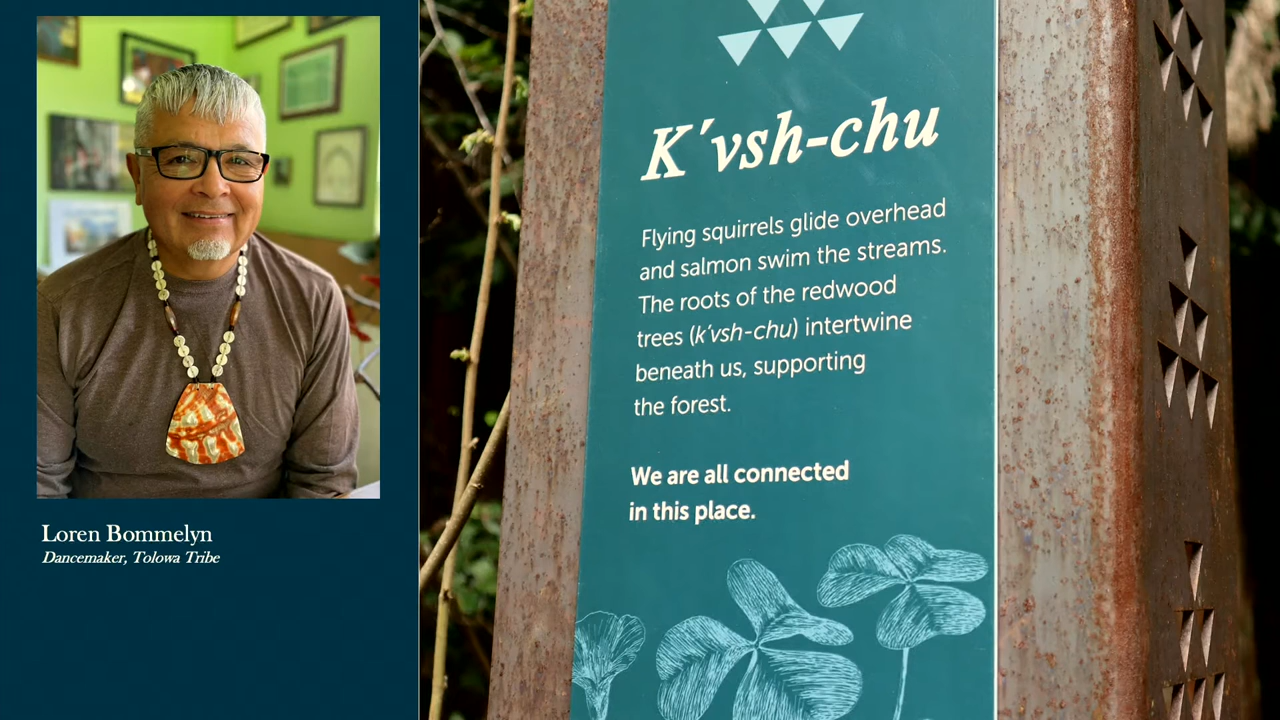 Loren Bommelyn
Dancemaker, Tolowa Tribe
K´vsh-chu
Flying squirrels glide overhead
and salmon swim the streams.
The roots of the redwood
trees (k´vsh-chu) intertwine
beneath us, supporting
the forest.
We are all connected
in this place.